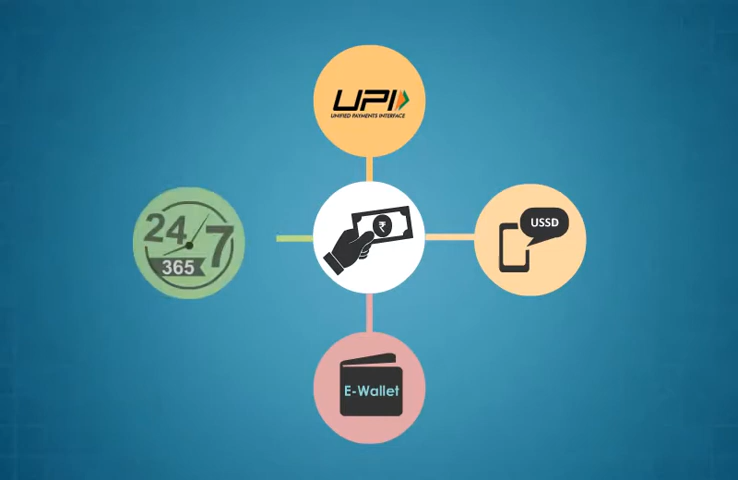 UPI
UNIFIED PAYMENTS INTERFACE
24/7
365
₹
USSD
E-Wallet